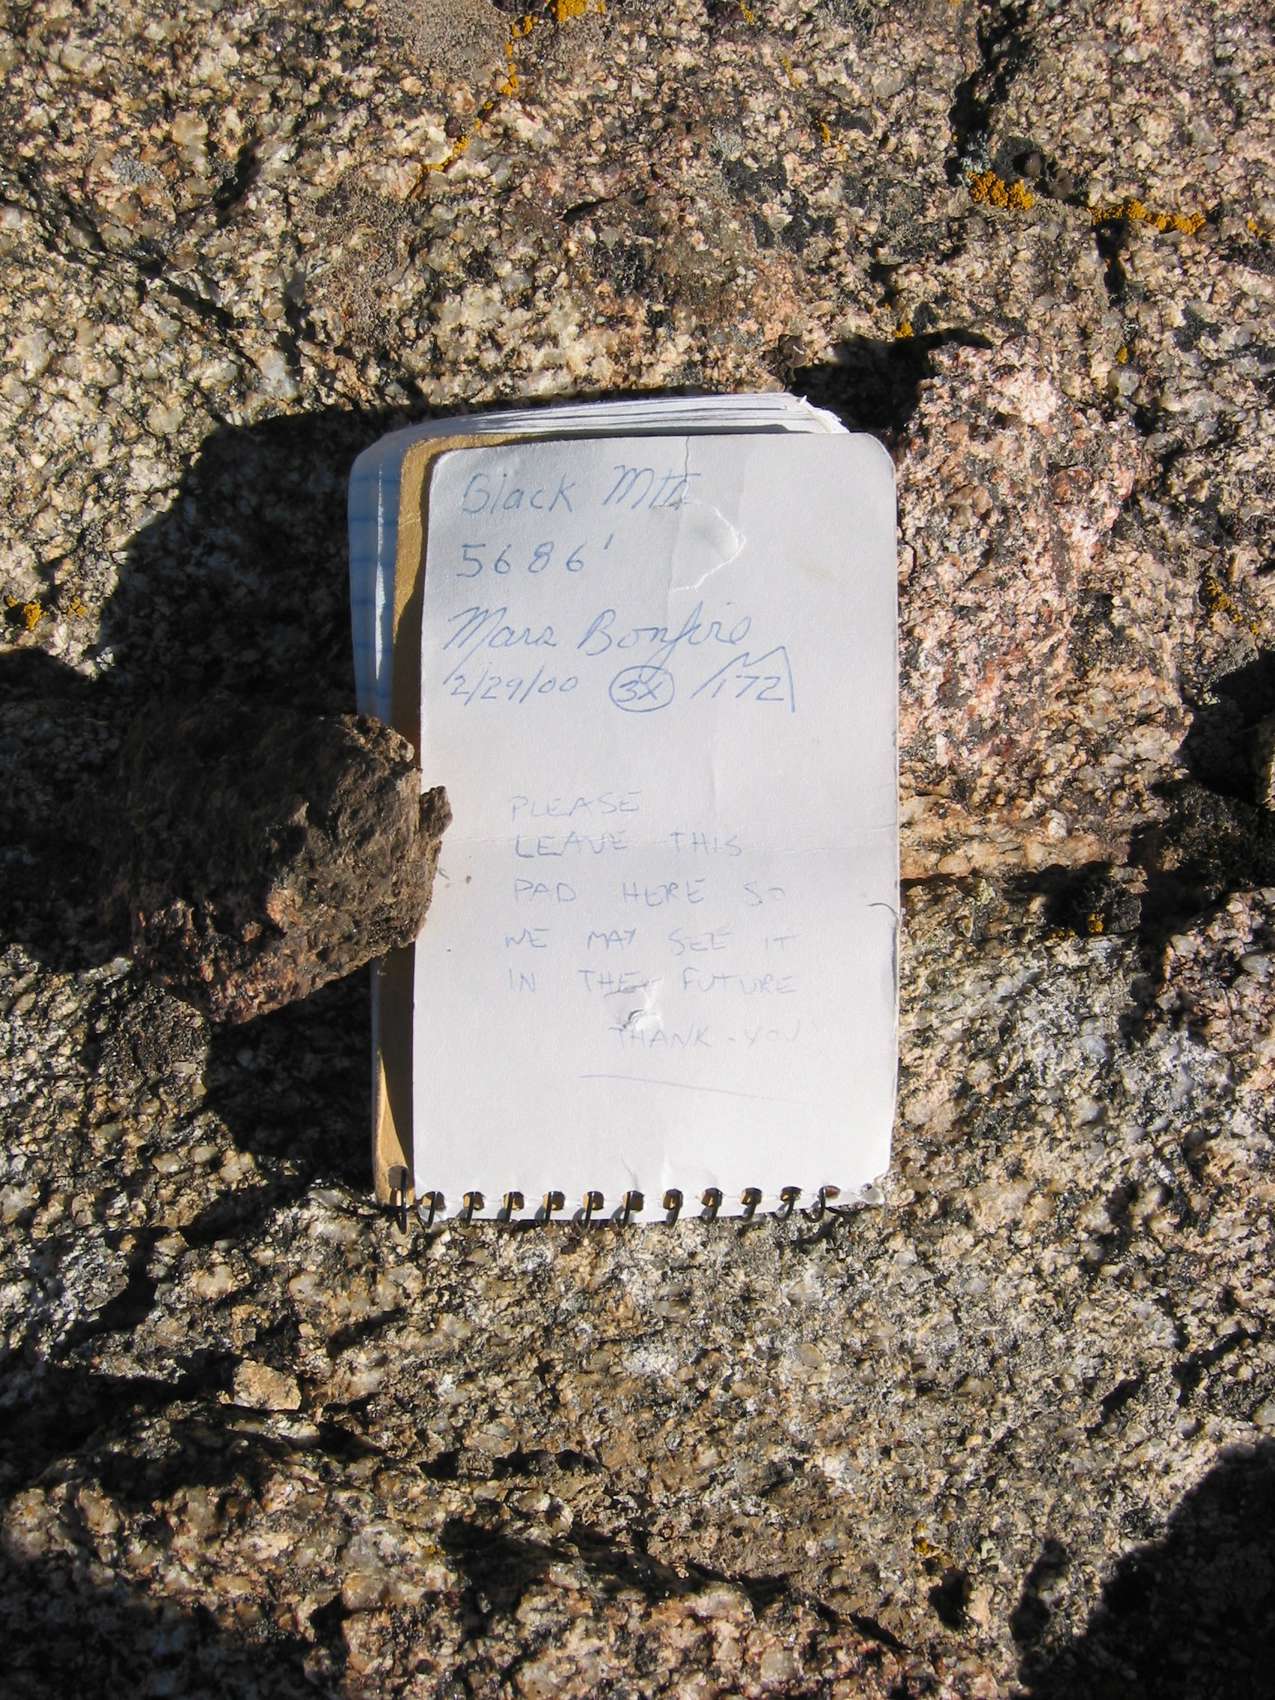 Black Mtn
5686'
Mars Bonfire
2/29/00 3X 172
PLEASE
LEAVE THIS
PAD HERE SO
WE MAY SEE IT
IN THE FUTURE
THANK-YOU